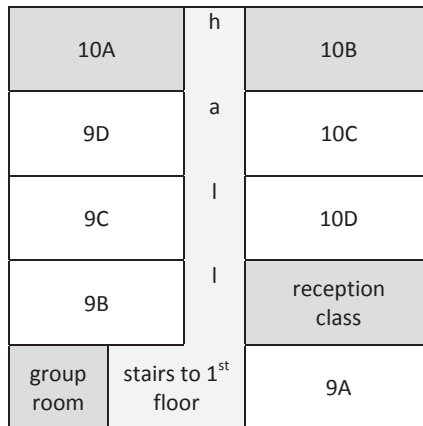 10A
h
10B
9D
a
10C
9C
l
10D
9B
l
reception
class
group
room
stairs to 1st
floor
9A